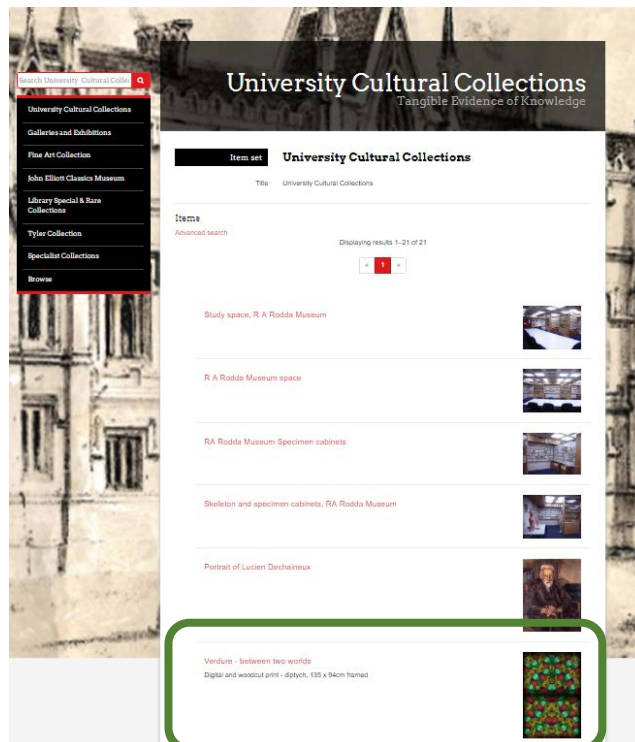 University Cultural Collections
Tangible Evidence of Knowledge
Search University Cultural Colle
University Cultural Collections
Galleries and Exhibitions
Fine Art Collection
John Elliott Classics Museum
Library Special & Rare
Collections
Tyler Collection
Specialist Collections
Browse
Item set University Cultural Collections
Title University Cultural Collections
Items
Advanced search
Displaying results 1–21 of 21
« 1 »
Study space, R A Rodda Museum
R A Rodda Museum space
RA Rodda Museum Specimen cabinets
Skeleton and specimen cabinets, RA Rodda Museum
Portrait of Lucien Dechaineux
Verdure - between two worlds
Digital and woodcut print - diptych, 135 x 94cm framed